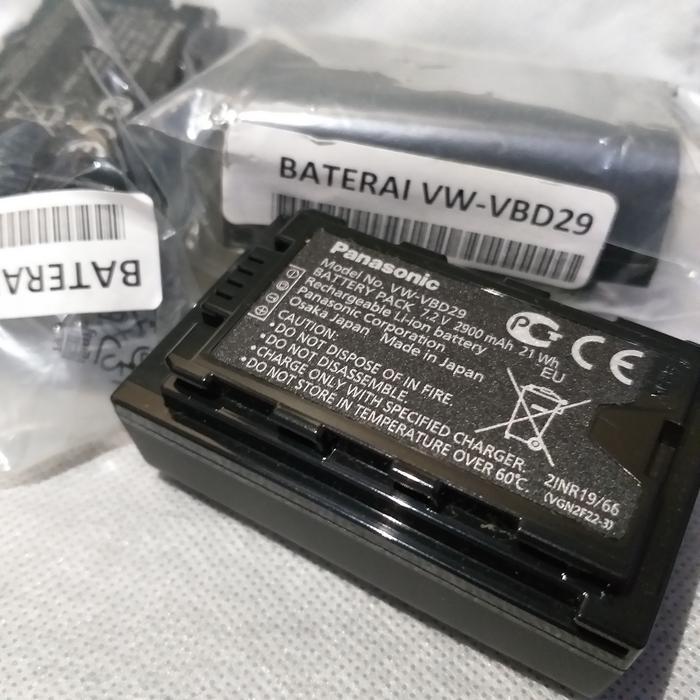 BATERAI VW-VBD29
BATERA
Panasonic
Model No. VW-VBD29
BATTERY PACK 7.2 V 2900 mAh 21 Wh
Rechargeable Li-ion battery EU
Panasonic Corporation
Osaka Japan Made in Japan
CAUTION:
•DO NOT DISPOSE OF IN FIRE.
•DO NOT DISASSEMBLE.
•CHARGE ONLY WITH SPECIFIED CHARGER.
•DO NOT STORE IN TEMPERATURE OVER 60℃.
CE
2INR19/66
(VGN2F22-3)